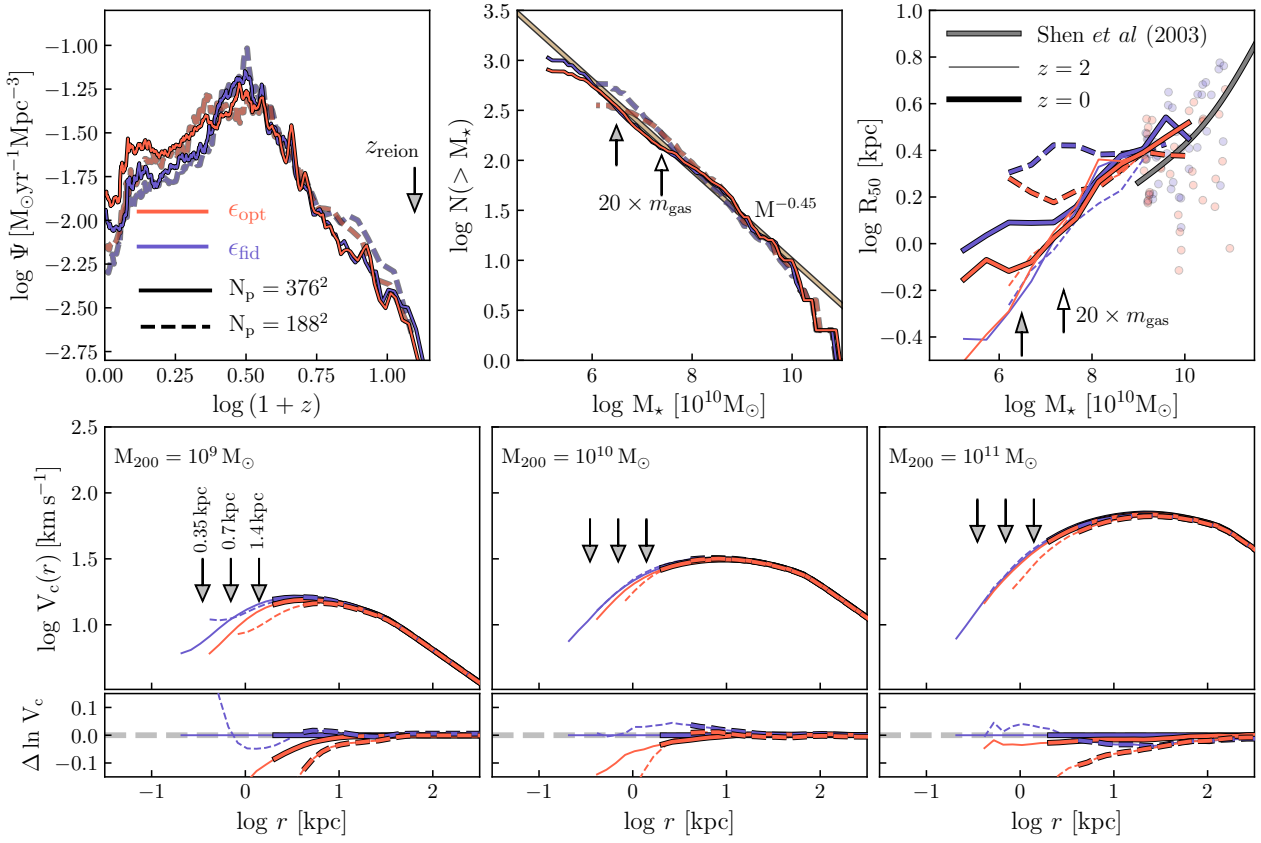 −1.00
−1.25
−1.50
−1.75
−2.00
−2.25
−2.50
−2.75
log Ψ [M⊙yr⁻¹Mpc⁻³]
z_reion
ϵ_opt
ϵ_fid
N_p = 376²
N_p = 188²
0.00 0.25 0.50 0.75 1.00
log (1 + z)
3.5
3.0
2.5
2.0
1.5
1.0
0.5
0.0
log N(> M⋆)
20 × m_gas
M⁻⁰·⁴⁵
6 8 10
log M⋆ [10¹⁰M⊙]
1.0
0.8
0.6
0.4
0.2
0.0
−0.2
−0.4
log R₅₀ [kpc]
Shen et al (2003)
z = 2
z = 0
20 × m_gas
6 8 10
log M⋆ [10¹⁰M⊙]
2.5
2.0
1.5
1.0
log V_c(r) [km s⁻¹]
M₂₀₀ = 10⁹ M⊙
0.35 kpc
0.7 kpc
1.4 kpc
M₂₀₀ = 10¹⁰ M⊙
M₂₀₀ = 10¹¹ M⊙
0.1
0.0
−0.1
Δ ln V_c
−1 0 1 2
log r [kpc]
−1 0 1 2
log r [kpc]
−1 0 1 2
log r [kpc]